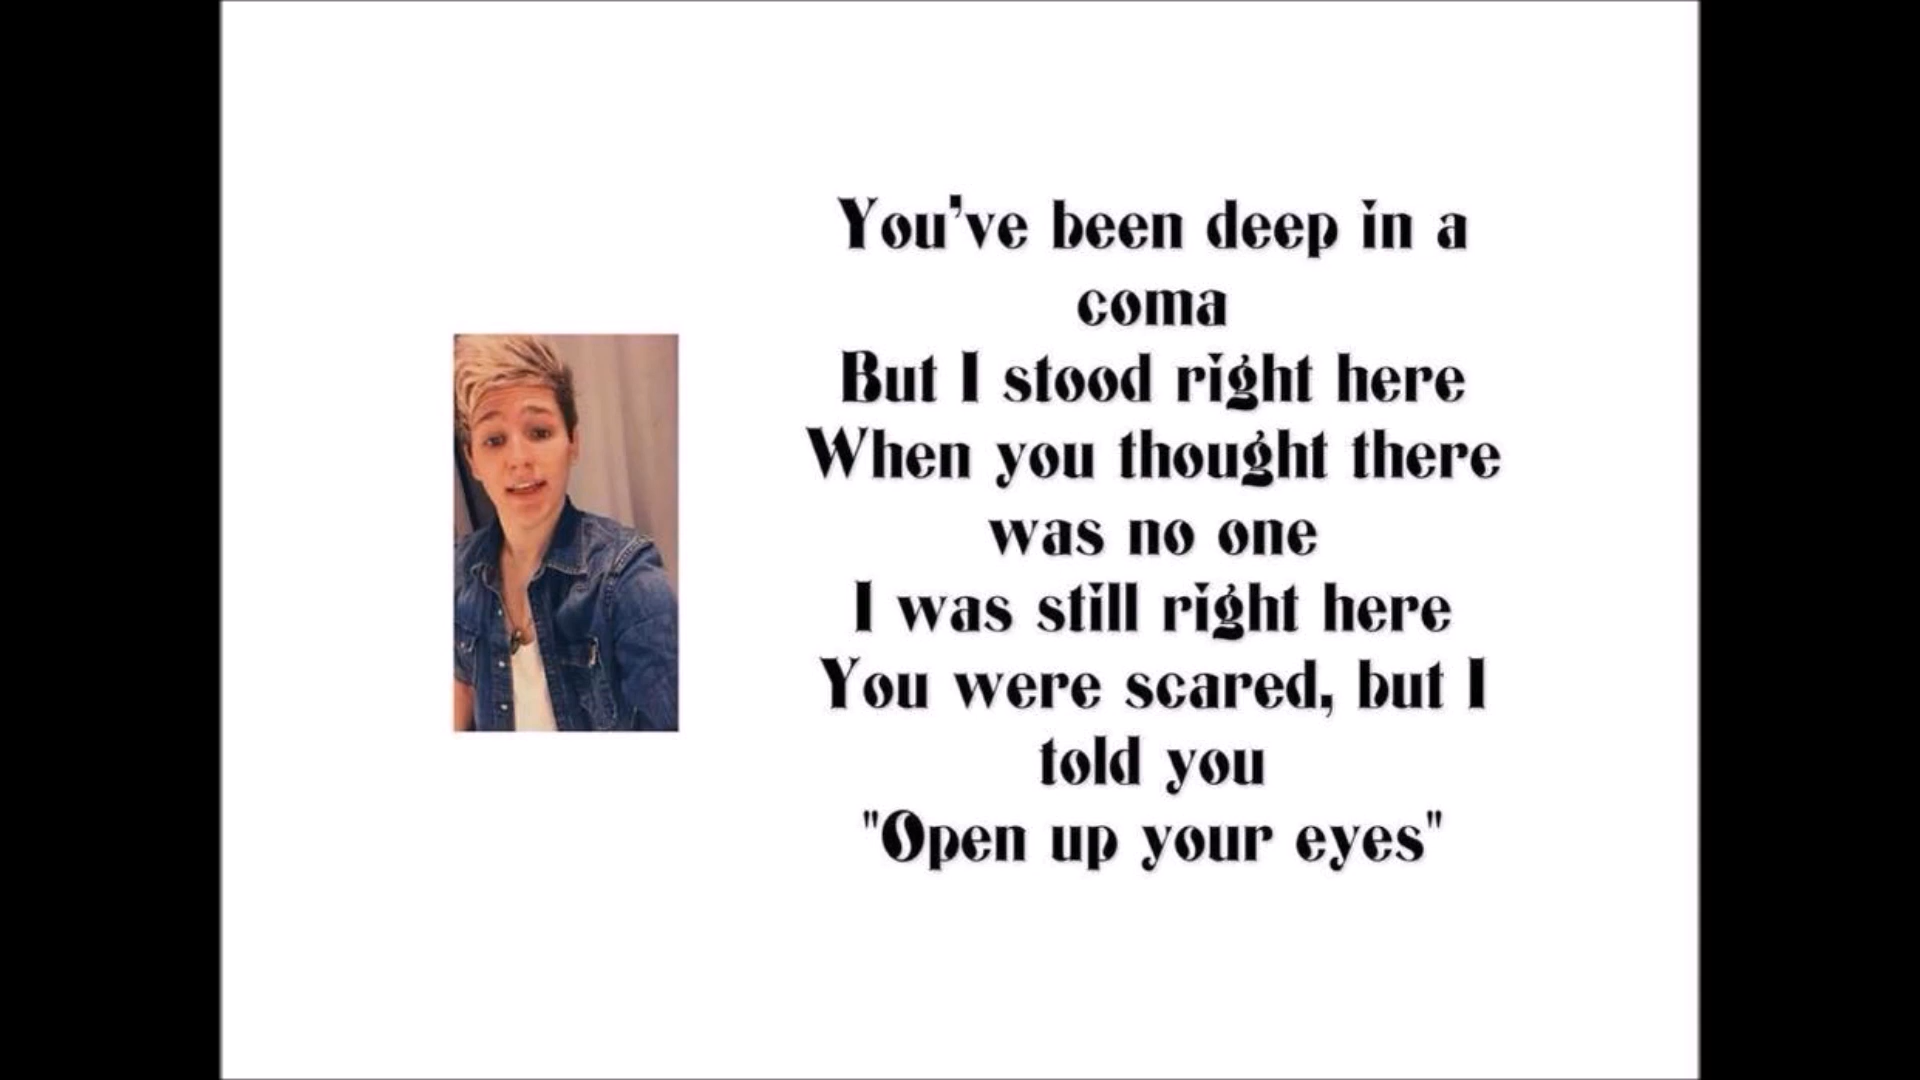 You've been deep in a
coma
But I stood right here
When you thought there
was no one
I was still right here
You were scared, but I
told you
"Open up your eyes"